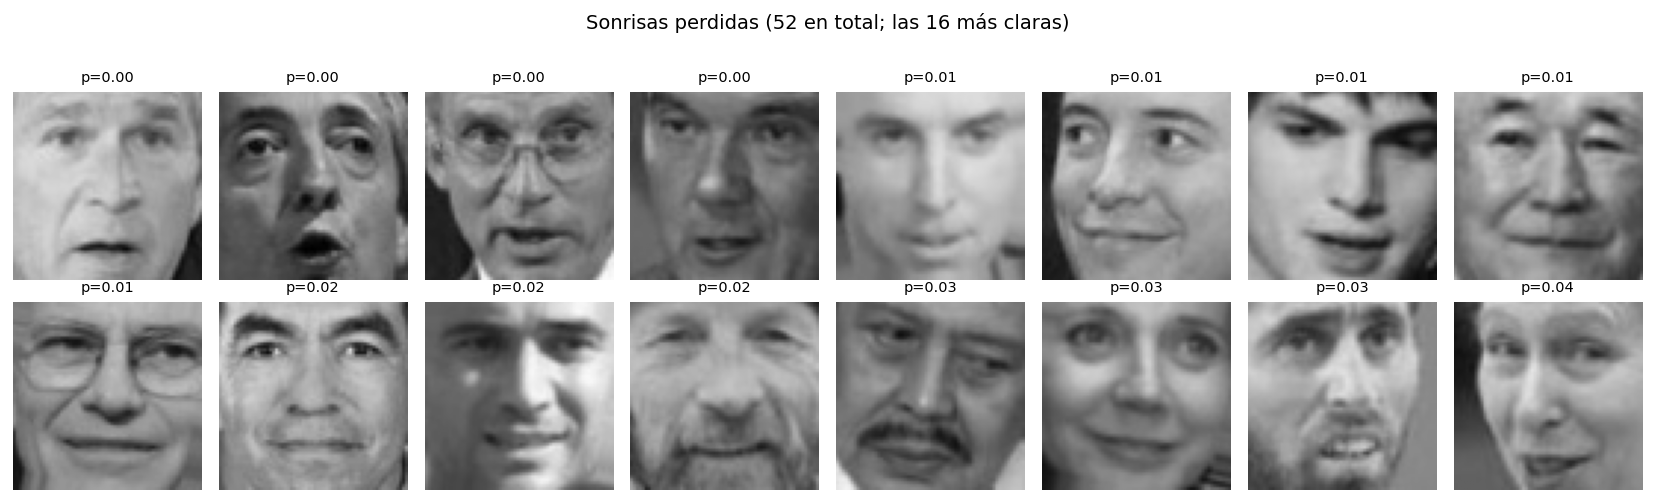 Sonrisas perdidas (52 en total; las 16 más claras)
p=0.00 p=0.00 p=0.00 p=0.00 p=0.01 p=0.01 p=0.01 p=0.01
p=0.01 p=0.02 p=0.02 p=0.02 p=0.03 p=0.03 p=0.03 p=0.04